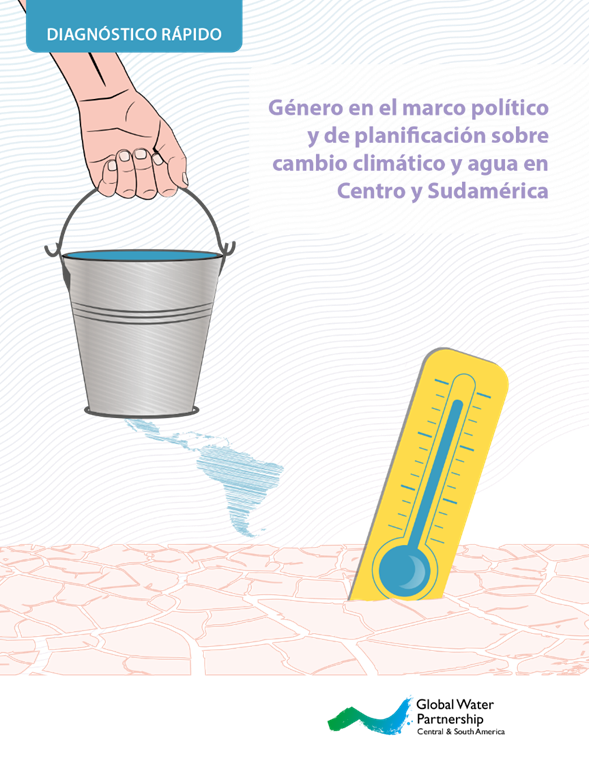 DIAGNÓSTICO RÁPIDO
Género en el marco político
y de planificación sobre
cambio climático y agua en
Centro y Sudamérica
Global Water
Partnership
Central & South America